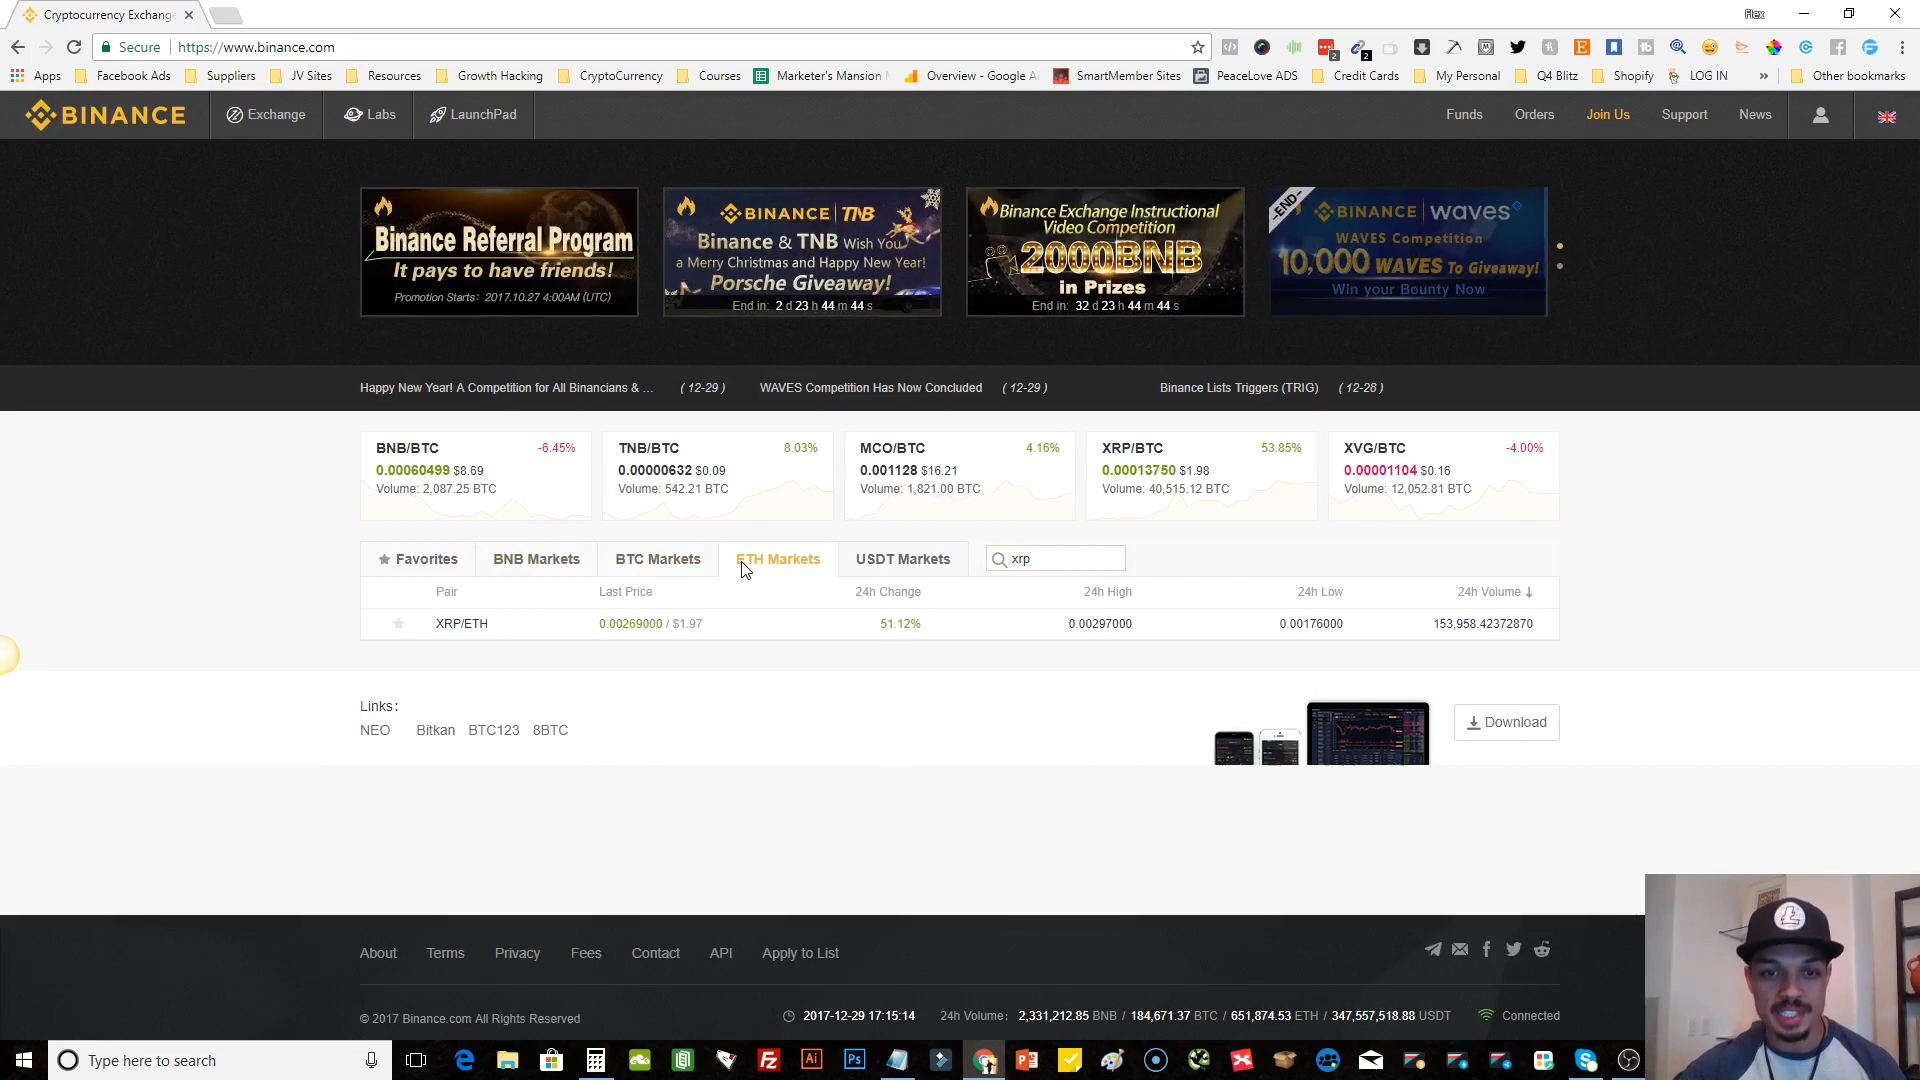 Cryptocurrency Exchang
Flex
Secure https://www.binance.com
2
2
Apps Facebook Ads Suppliers JV Sites Resources Growth Hacking CryptoCurrency Courses Marketer's Mansion Overview - Google A SmartMember Sites PeaceLove ADS Credit Cards My Personal Q4 Blitz Shopify LOG IN » Other bookmarks
BINANCE Exchange Labs LaunchPad Funds Orders Join Us Support News
Binance Referral Program
It pays to have friends!
Promotion Starts: 2017.10.27 4:00AM (UTC)
BINANCE TNB
Binance & TNB Wish You
a Merry Christmas and Happy New Year!
Porsche Giveaway!
End in: 2 d 23 h 44 m 44 s
Binance Exchange Instructional
Video Competition
2000BNB
in Prizes
End in: 32 d 23 h 44 m 44 s
-END-
BINANCE waves
WAVES Competition
10,000 WAVES To Giveaway!
Win your Bounty Now
Happy New Year! A Competition for All Binancians & ... ( 12-29 ) WAVES Competition Has Now Concluded ( 12-29 ) Binance Lists Triggers (TRIG) ( 12-28 )
BNB/BTC -6.45%
0.00060499 $8.69
Volume: 2,087.25 BTC
TNB/BTC 8.03%
0.00000632 $0.09
Volume: 542.21 BTC
MCO/BTC 4.16%
0.001128 $16.21
Volume: 1,821.00 BTC
XRP/BTC 53.85%
0.00013750 $1.98
Volume: 40,515.12 BTC
XVG/BTC -4.00%
0.00001104 $0.16
Volume: 12,052.81 BTC
Favorites BNB Markets BTC Markets ETH Markets USDT Markets xrp
Pair Last Price 24h Change 24h High 24h Low 24h Volume
XRP/ETH 0.00269000 / $1.97 51.12% 0.00297000 0.00176000 153,958.42372870
Links:
NEO Bitkan BTC123 8BTC
Download
About Terms Privacy Fees Contact API Apply to List
© 2017 Binance.com All Rights Reserved
2017-12-29 17:15:14 24h Volume: 2,331,212.85 BNB / 184,671.37 BTC / 651,874.53 ETH / 347,557,518.88 USDT Connected
Type here to search